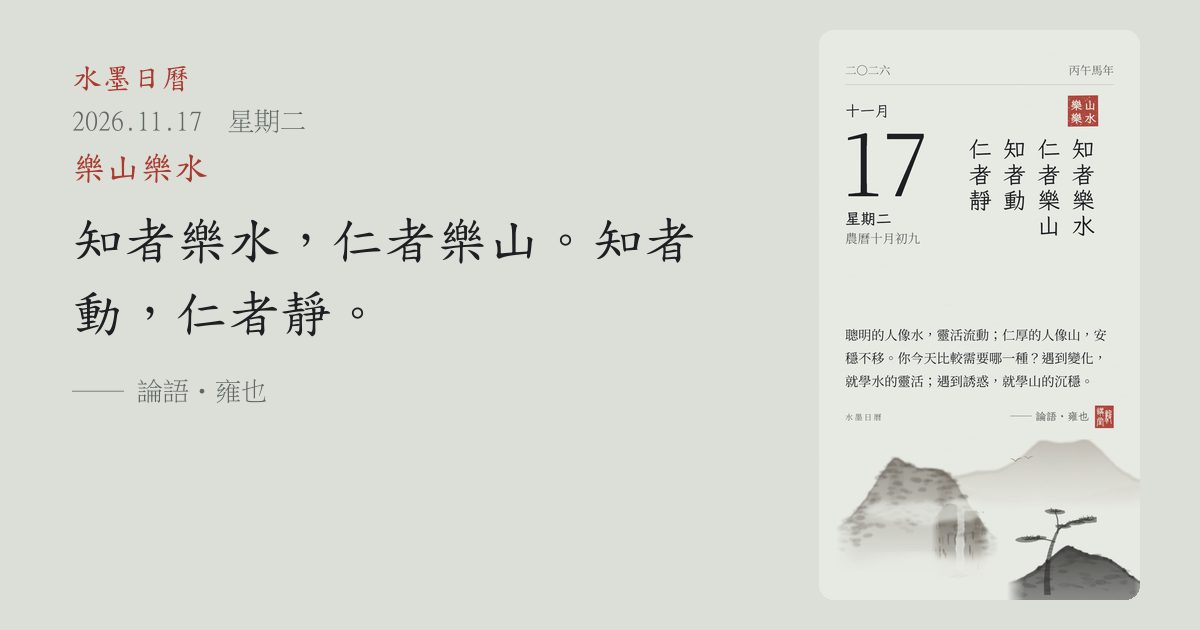 水墨日曆
2026.11.17 星期二
樂山樂水
知者樂水，仁者樂山。知者
動，仁者靜。
—— 論語・雍也
二〇二六
丙午馬年
十一月
17
星期二
農曆十月初九
樂山樂水
知者樂水
仁者樂山
知者動
仁者靜
聰明的人像水，靈活流動；仁厚的人像山，安
穩不移。你今天比較需要哪一種？遇到變化，
就學水的靈活；遇到誘惑，就學山的沉穩。
水墨日曆
—— 論語・雍也